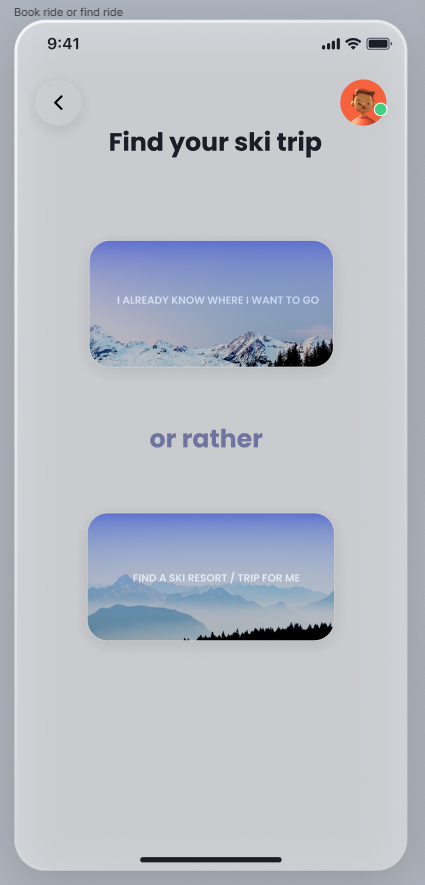 Book ride or find ride
9:41
Find your ski trip
I ALREADY KNOW WHERE I WANT TO GO
or rather
FIND A SKI RESORT / TRIP FOR ME